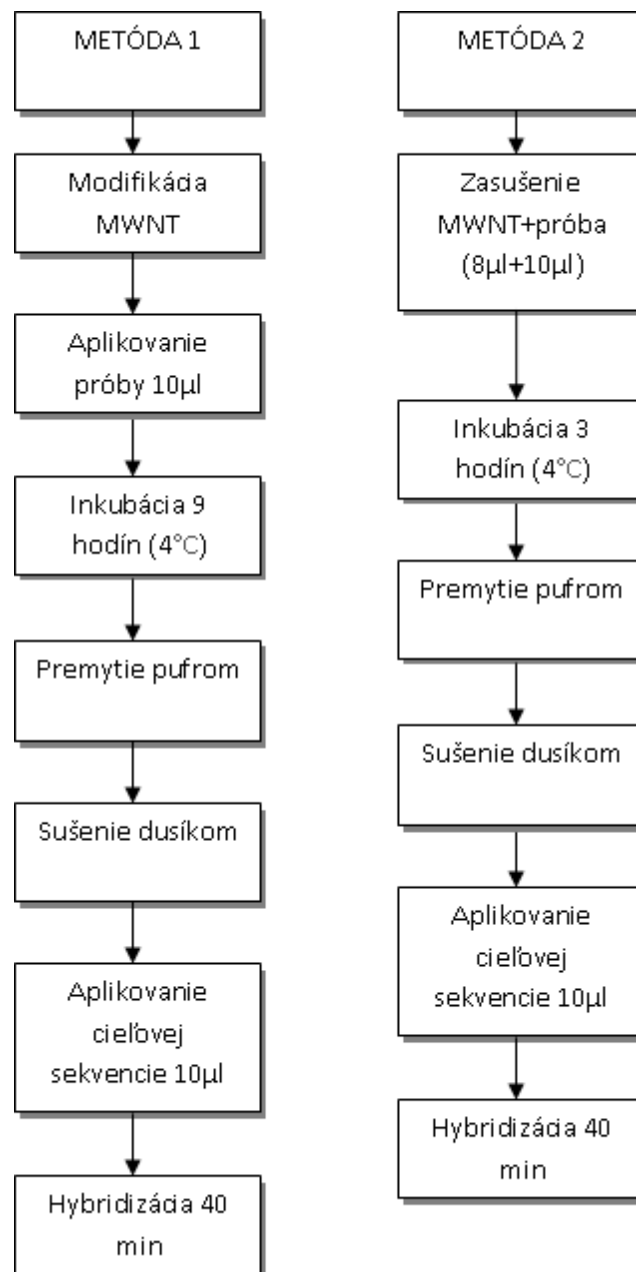 METÓDA 1
Modifikácia
MWNT
Aplikovanie
próby 10µl
Inkubácia 9
hodín (4°C)
Premytie pufrom
Sušenie dusíkom
Aplikovanie
cieľovej
sekvencie 10µl
Hybridizácia 40
min
METÓDA 2
Zasušenie
MWNT+próba
(8µl+10µl)
Inkubácia 3
hodín (4°C)
Premytie pufrom
Sušenie dusíkom
Aplikovanie
cieľovej
sekvencie 10µl
Hybridizácia 40
min